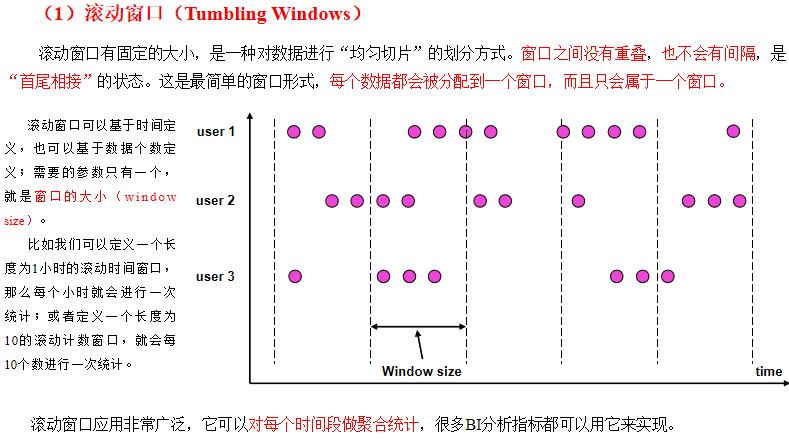 （1）滚动窗口（Tumbling Windows）
滚动窗口有固定的大小，是一种对数据进行“均匀切片”的划分方式。窗口之间没有重叠，也不会有间隔，是
“首尾相接”的状态。这是最简单的窗口形式，每个数据都会被分配到一个窗口，而且只会属于一个窗口。
滚动窗口可以基于时间定
义，也可以基于数据个数定
义；需要的参数只有一个，
就是窗口的大小（window
size）。
比如我们可以定义一个长
度为1小时的滚动时间窗口，
那么每个小时就会进行一次
统计；或者定义一个长度为
10的滚动计数窗口，就会每
10个数进行一次统计。
user 1
user 2
user 3
Window size
time
滚动窗口应用非常广泛，它可以对每个时间段做聚合统计，很多BI分析指标都可以用它来实现。